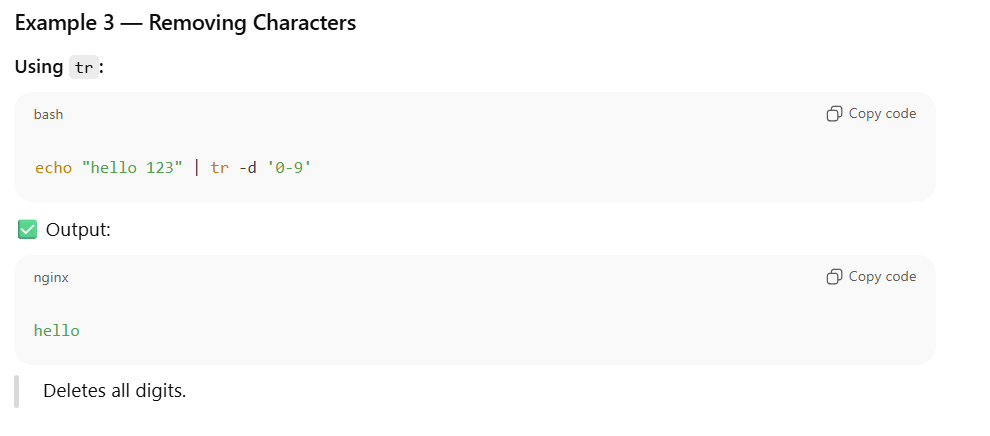 Example 3 — Removing Characters
Using tr:
bash
Copy code
echo "hello 123" | tr -d '0-9'
✅ Output:
nginx
Copy code
hello
Deletes all digits.